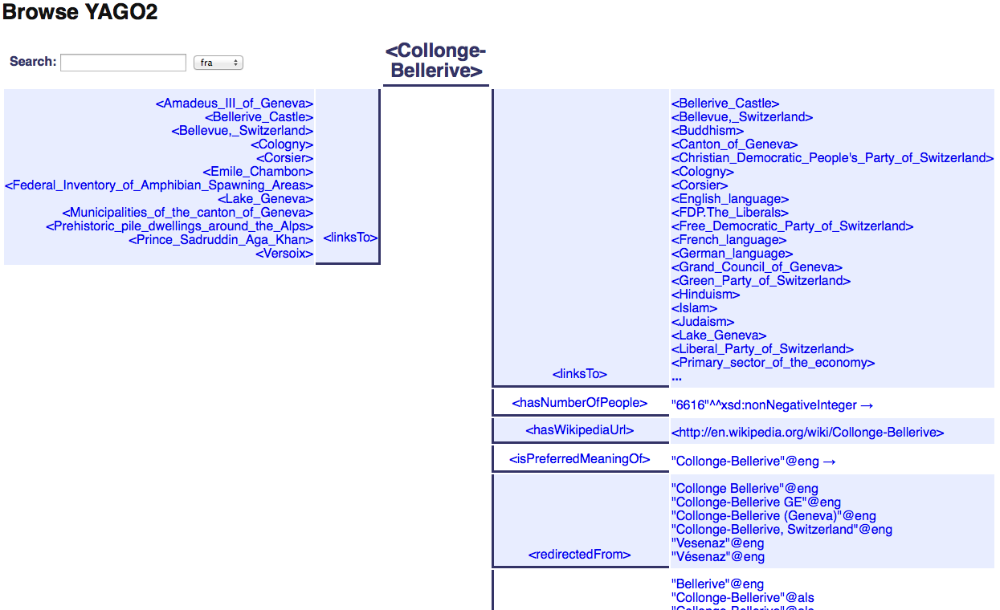 Browse YAGO2
Search:
fra
<Collonge-
Bellerive>
<Amadeus_III_of_Geneva>
<Bellerive_Castle>
<Bellevue,_Switzerland>
<Cologny>
<Corsier>
<Emile_Chambon>
<Federal_Inventory_of_Amphibian_Spawning_Areas>
<Lake_Geneva>
<Municipalities_of_the_canton_of_Geneva>
<Prehistoric_pile_dwellings_around_the_Alps>
<Prince_Sadruddin_Aga_Khan>
<Versoix>
<linksTo>
<Bellerive_Castle>
<Bellevue,_Switzerland>
<Buddhism>
<Canton_of_Geneva>
<Christian_Democratic_People's_Party_of_Switzerland>
<Cologny>
<Corsier>
<English_language>
<FDP.The_Liberals>
<Free_Democratic_Party_of_Switzerland>
<French_language>
<German_language>
<Grand_Council_of_Geneva>
<Green_Party_of_Switzerland>
<Hinduism>
<Islam>
<Judaism>
<Lake_Geneva>
<Liberal_Party_of_Switzerland>
<Primary_sector_of_the_economy>
...
<linksTo>
<hasNumberOfPeople> "6616"^^xsd:nonNegativeInteger →
<hasWikipediaUrl> <http://en.wikipedia.org/wiki/Collonge-Bellerive>
<isPreferredMeaningOf> "Collonge-Bellerive"@eng →
"Collonge Bellerive"@eng
"Collonge-Bellerive GE"@eng
"Collonge-Bellerive (Geneva)"@eng
"Collonge-Bellerive, Switzerland"@eng
"Vesenaz"@eng
"Vésenaz"@eng
<redirectedFrom>
"Bellerive"@eng
"Collonge-Bellerive"@als